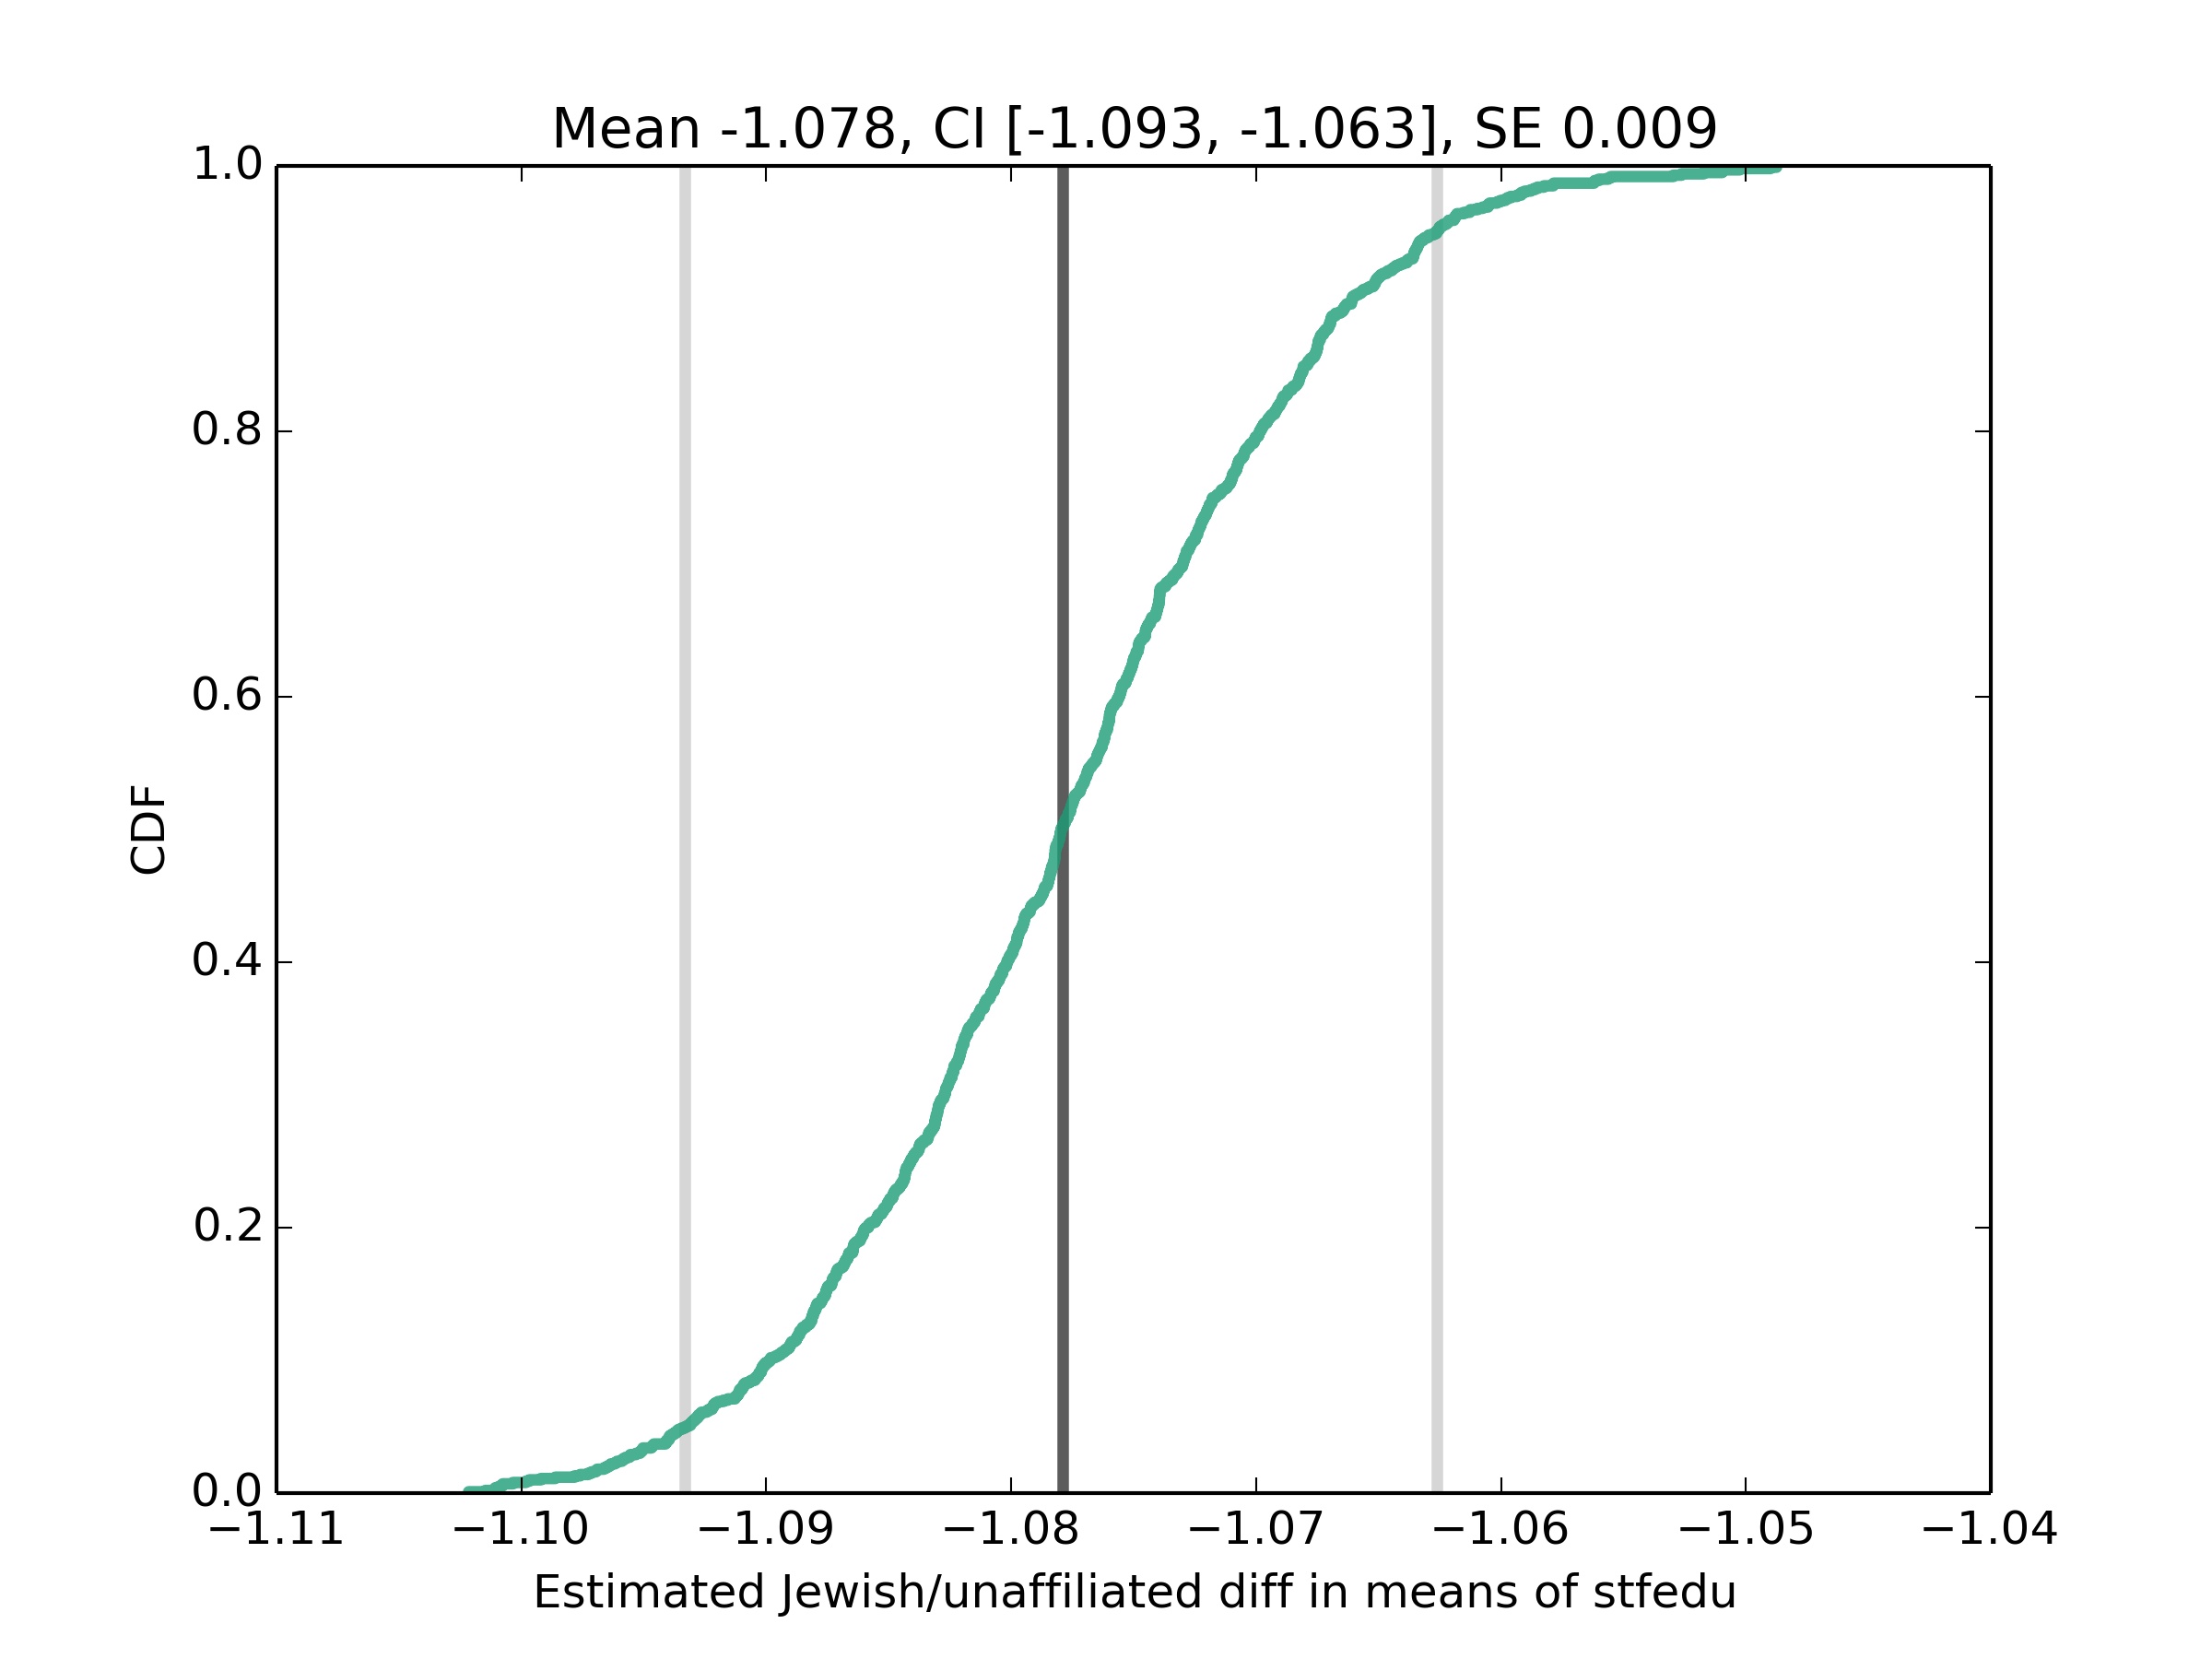 Mean -1.078, CI [-1.093, -1.063], SE 0.009
1.0
0.8
0.6
0.4
0.2
0.0
CDF
−1.11 −1.10 −1.09 −1.08 −1.07 −1.06 −1.05 −1.04
Estimated Jewish/unaffiliated diff in means of stfedu